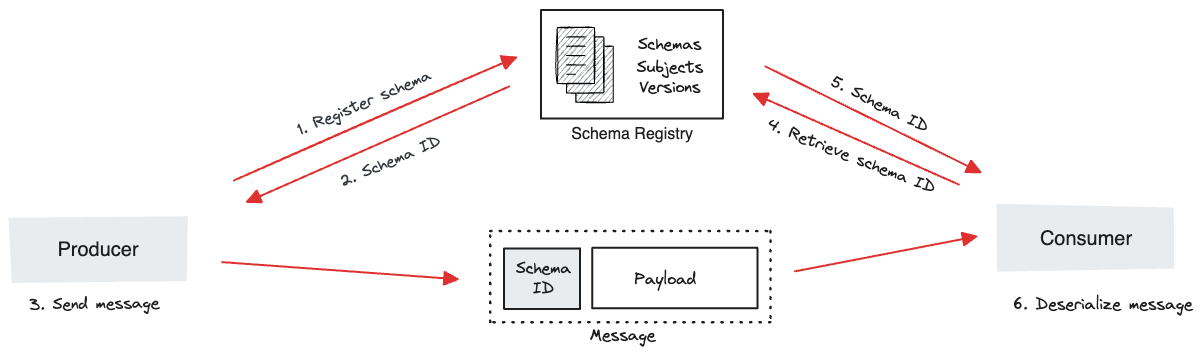 Schemas
Subjects
Versions
Schema Registry
1. Register schema
2. Schema ID
5. Schema ID
4. Retrieve schema ID
Producer
3. Send message
Schema
ID
Payload
Message
Consumer
6. Deserialize message